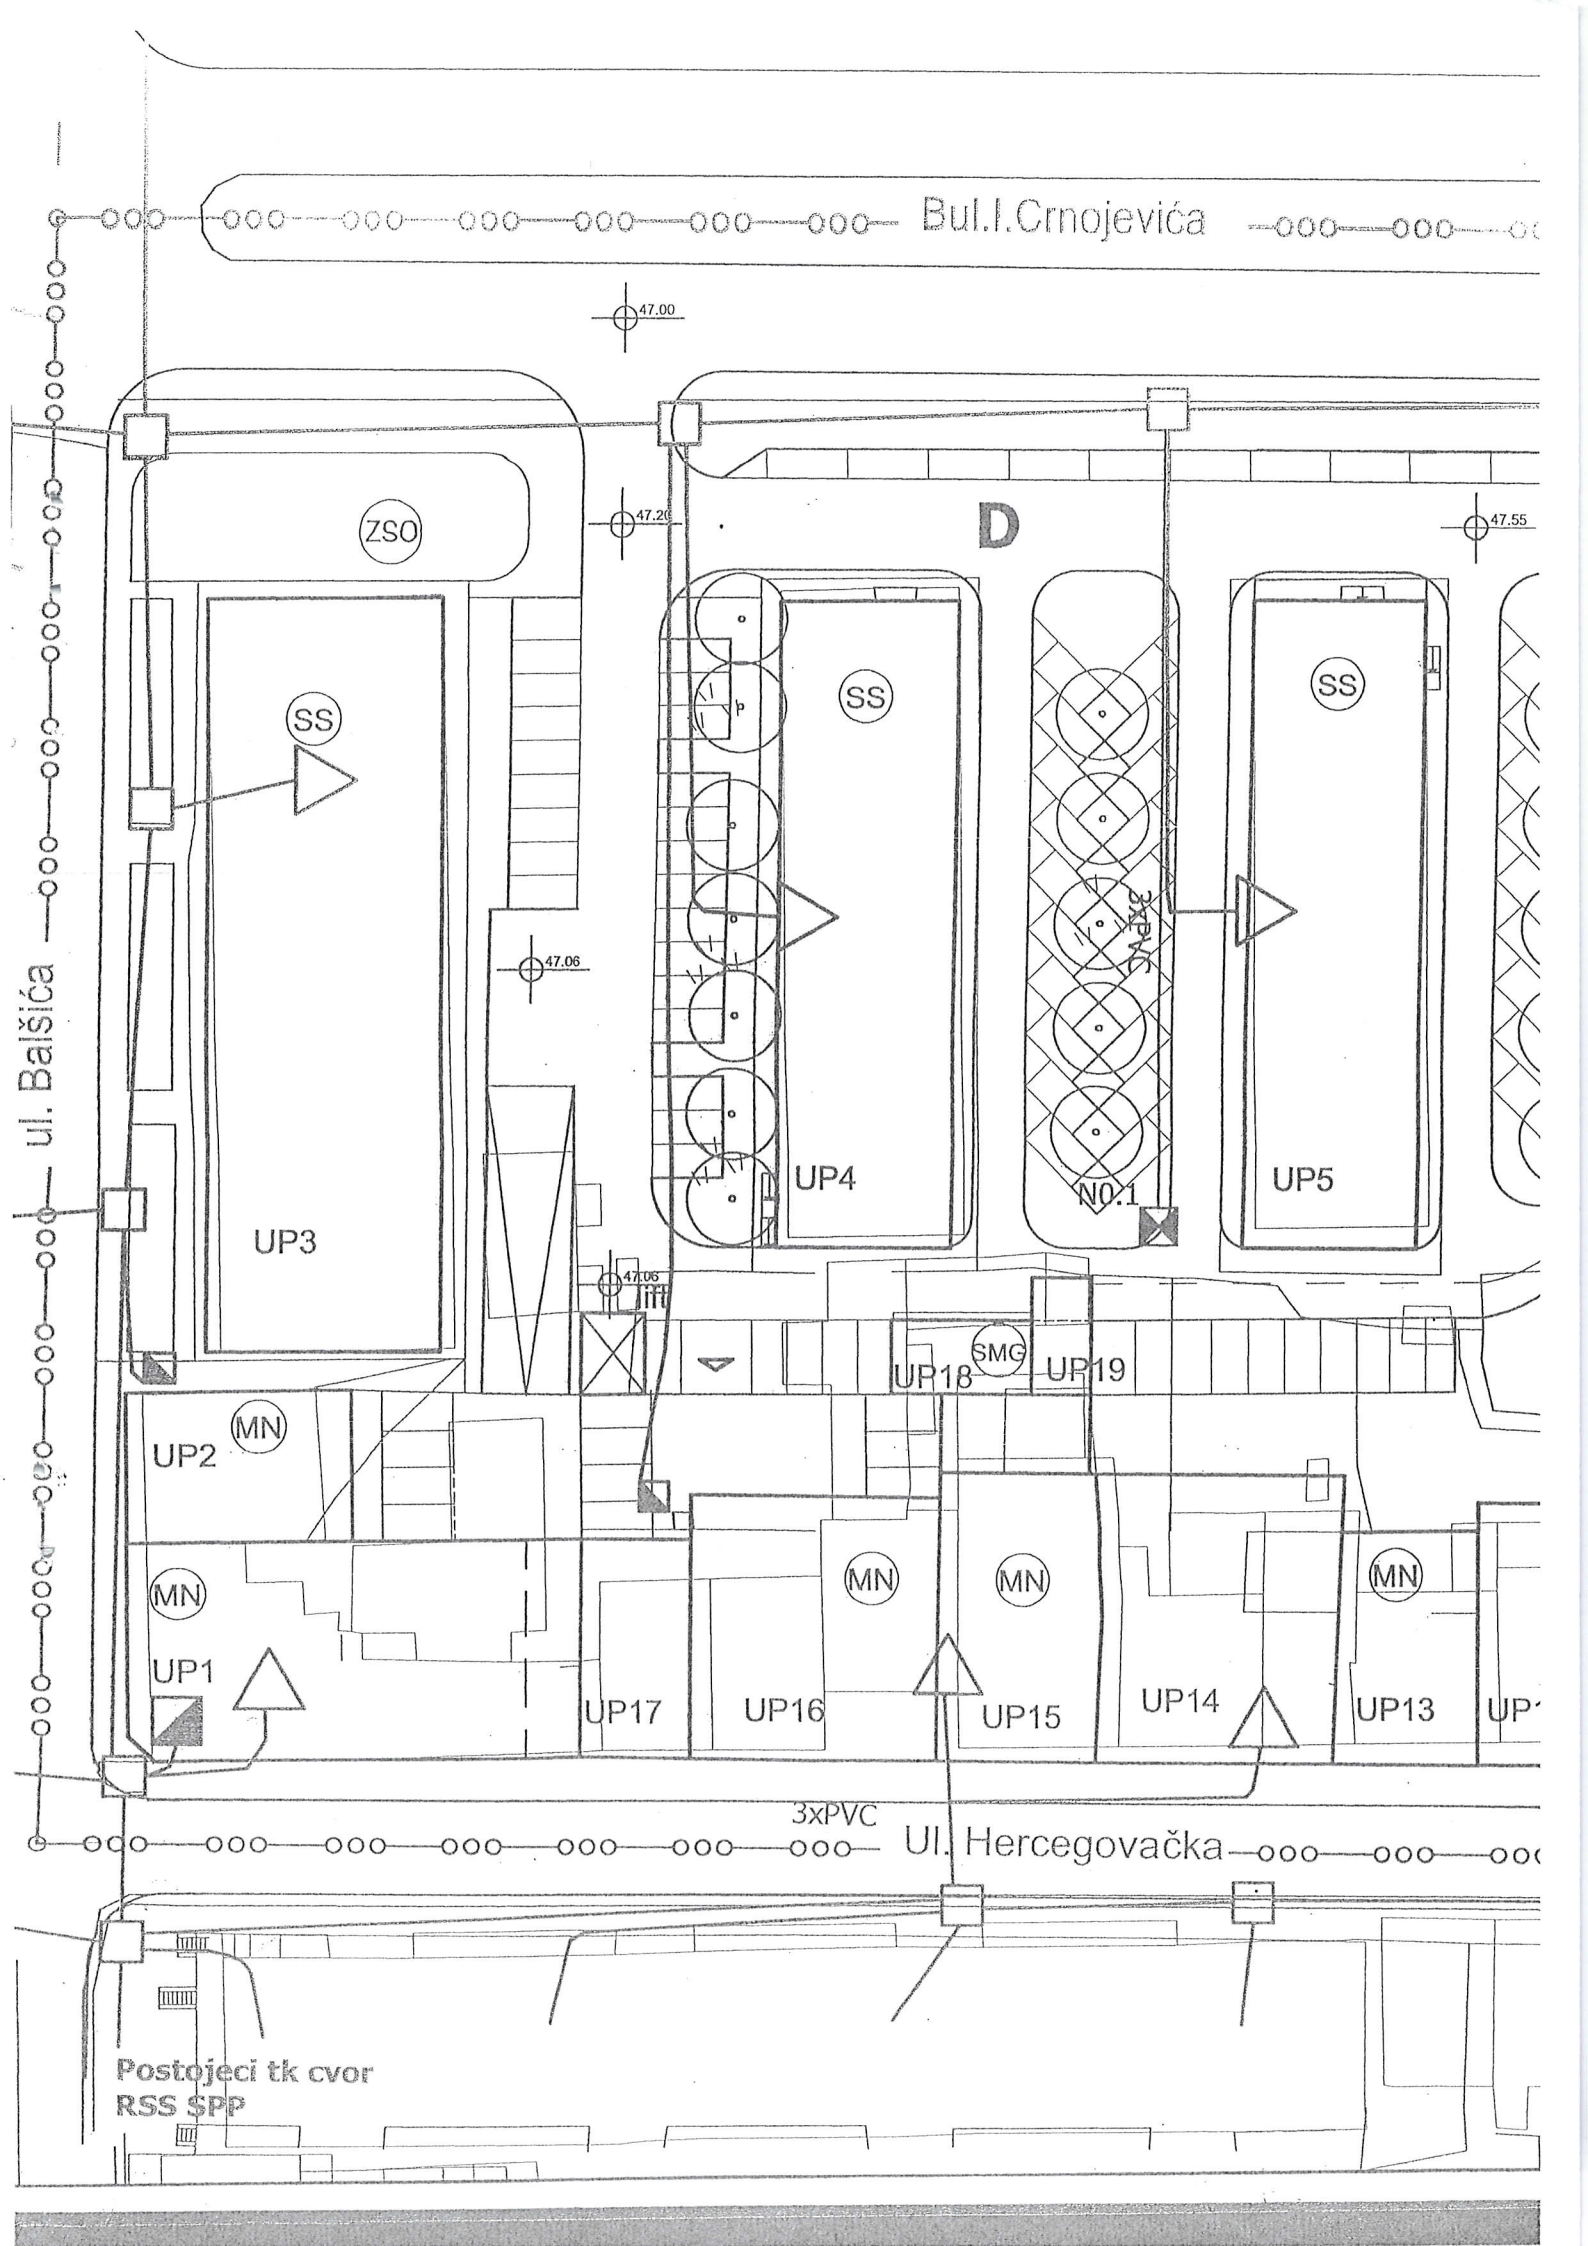 Bul.I.Crnojevića
47.00
ZSO
47.20
D
47.55
SS
SS
SS
3xPVC
47.06
ul. Balšića
UP4
UP5
N0.1
UP3
47.06
lift
SMG
UP18
UP19
MN
UP2
MN
MN
MN
MN
UP1
UP17
UP16
UP15
UP14
UP13
3xPVC
Ul. Hercegovačka
Postojeci tk cvor
RSS SPP